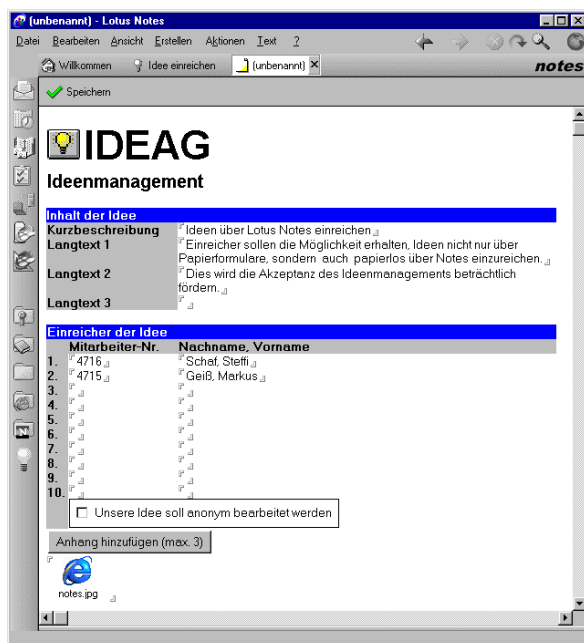 (unbenannt) - Lotus Notes
Datei Bearbeiten Ansicht Erstellen Aktionen Text ?
Willkommen Idee einreichen (unbenannt) notes
Speichern
IDEAG
Ideenmanagement
Inhalt der Idee
Kurzbeschreibung Ideen über Lotus Notes einreichen
Langtext 1 Einreicher sollen die Möglichkeit erhalten, Ideen nicht nur über
Papierformulare, sondern auch papierlos über Notes einzureichen.
Langtext 2 Dies wird die Akzeptanz des Ideenmanagements beträchtlich
fördern.
Langtext 3
Einreicher der Idee
Mitarbeiter-Nr. Nachname, Vorname
1. 4716 Schaf, Steffi
2. 4715 Geiß, Markus
3.
4.
5.
6.
7.
8.
9.
10.
Unsere Idee soll anonym bearbeitet werden
Anhang hinzufügen (max. 3)
notes.jpg